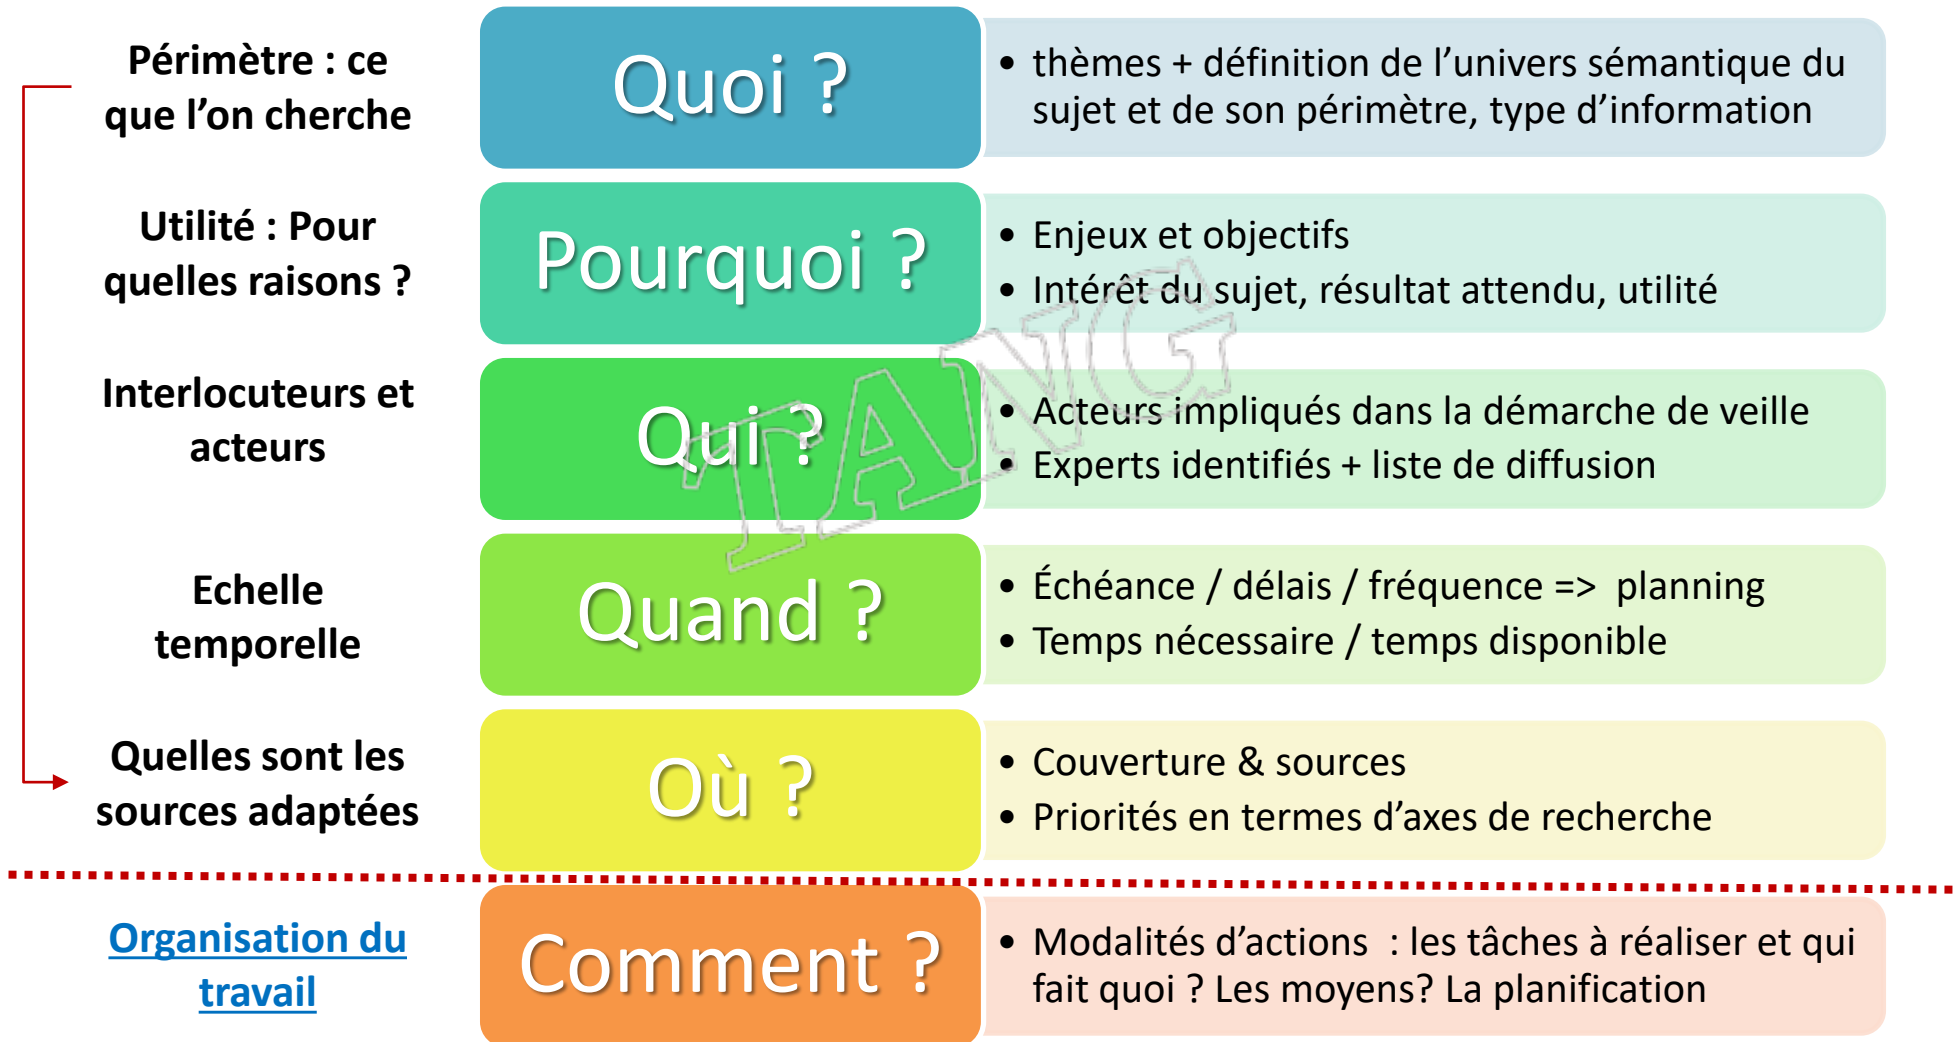 Périmètre : ce
que l’on cherche
Quoi ?
• thèmes + définition de l’univers sémantique du
sujet et de son périmètre, type d’information
Utilité : Pour
quelles raisons ?
Pourquoi ?
• Enjeux et objectifs
• Intérêt du sujet, résultat attendu, utilité
Interlocuteurs et
acteurs
Qui ?
• Acteurs impliqués dans la démarche de veille
• Experts identifiés + liste de diffusion
TANG
Echelle
temporelle
Quand ?
• Échéance / délais / fréquence => planning
• Temps nécessaire / temps disponible
Quelles sont les
sources adaptées
Où ?
• Couverture & sources
• Priorités en termes d’axes de recherche
Organisation du
travail
Comment ?
• Modalités d’actions : les tâches à réaliser et qui
fait quoi ? Les moyens? La planification